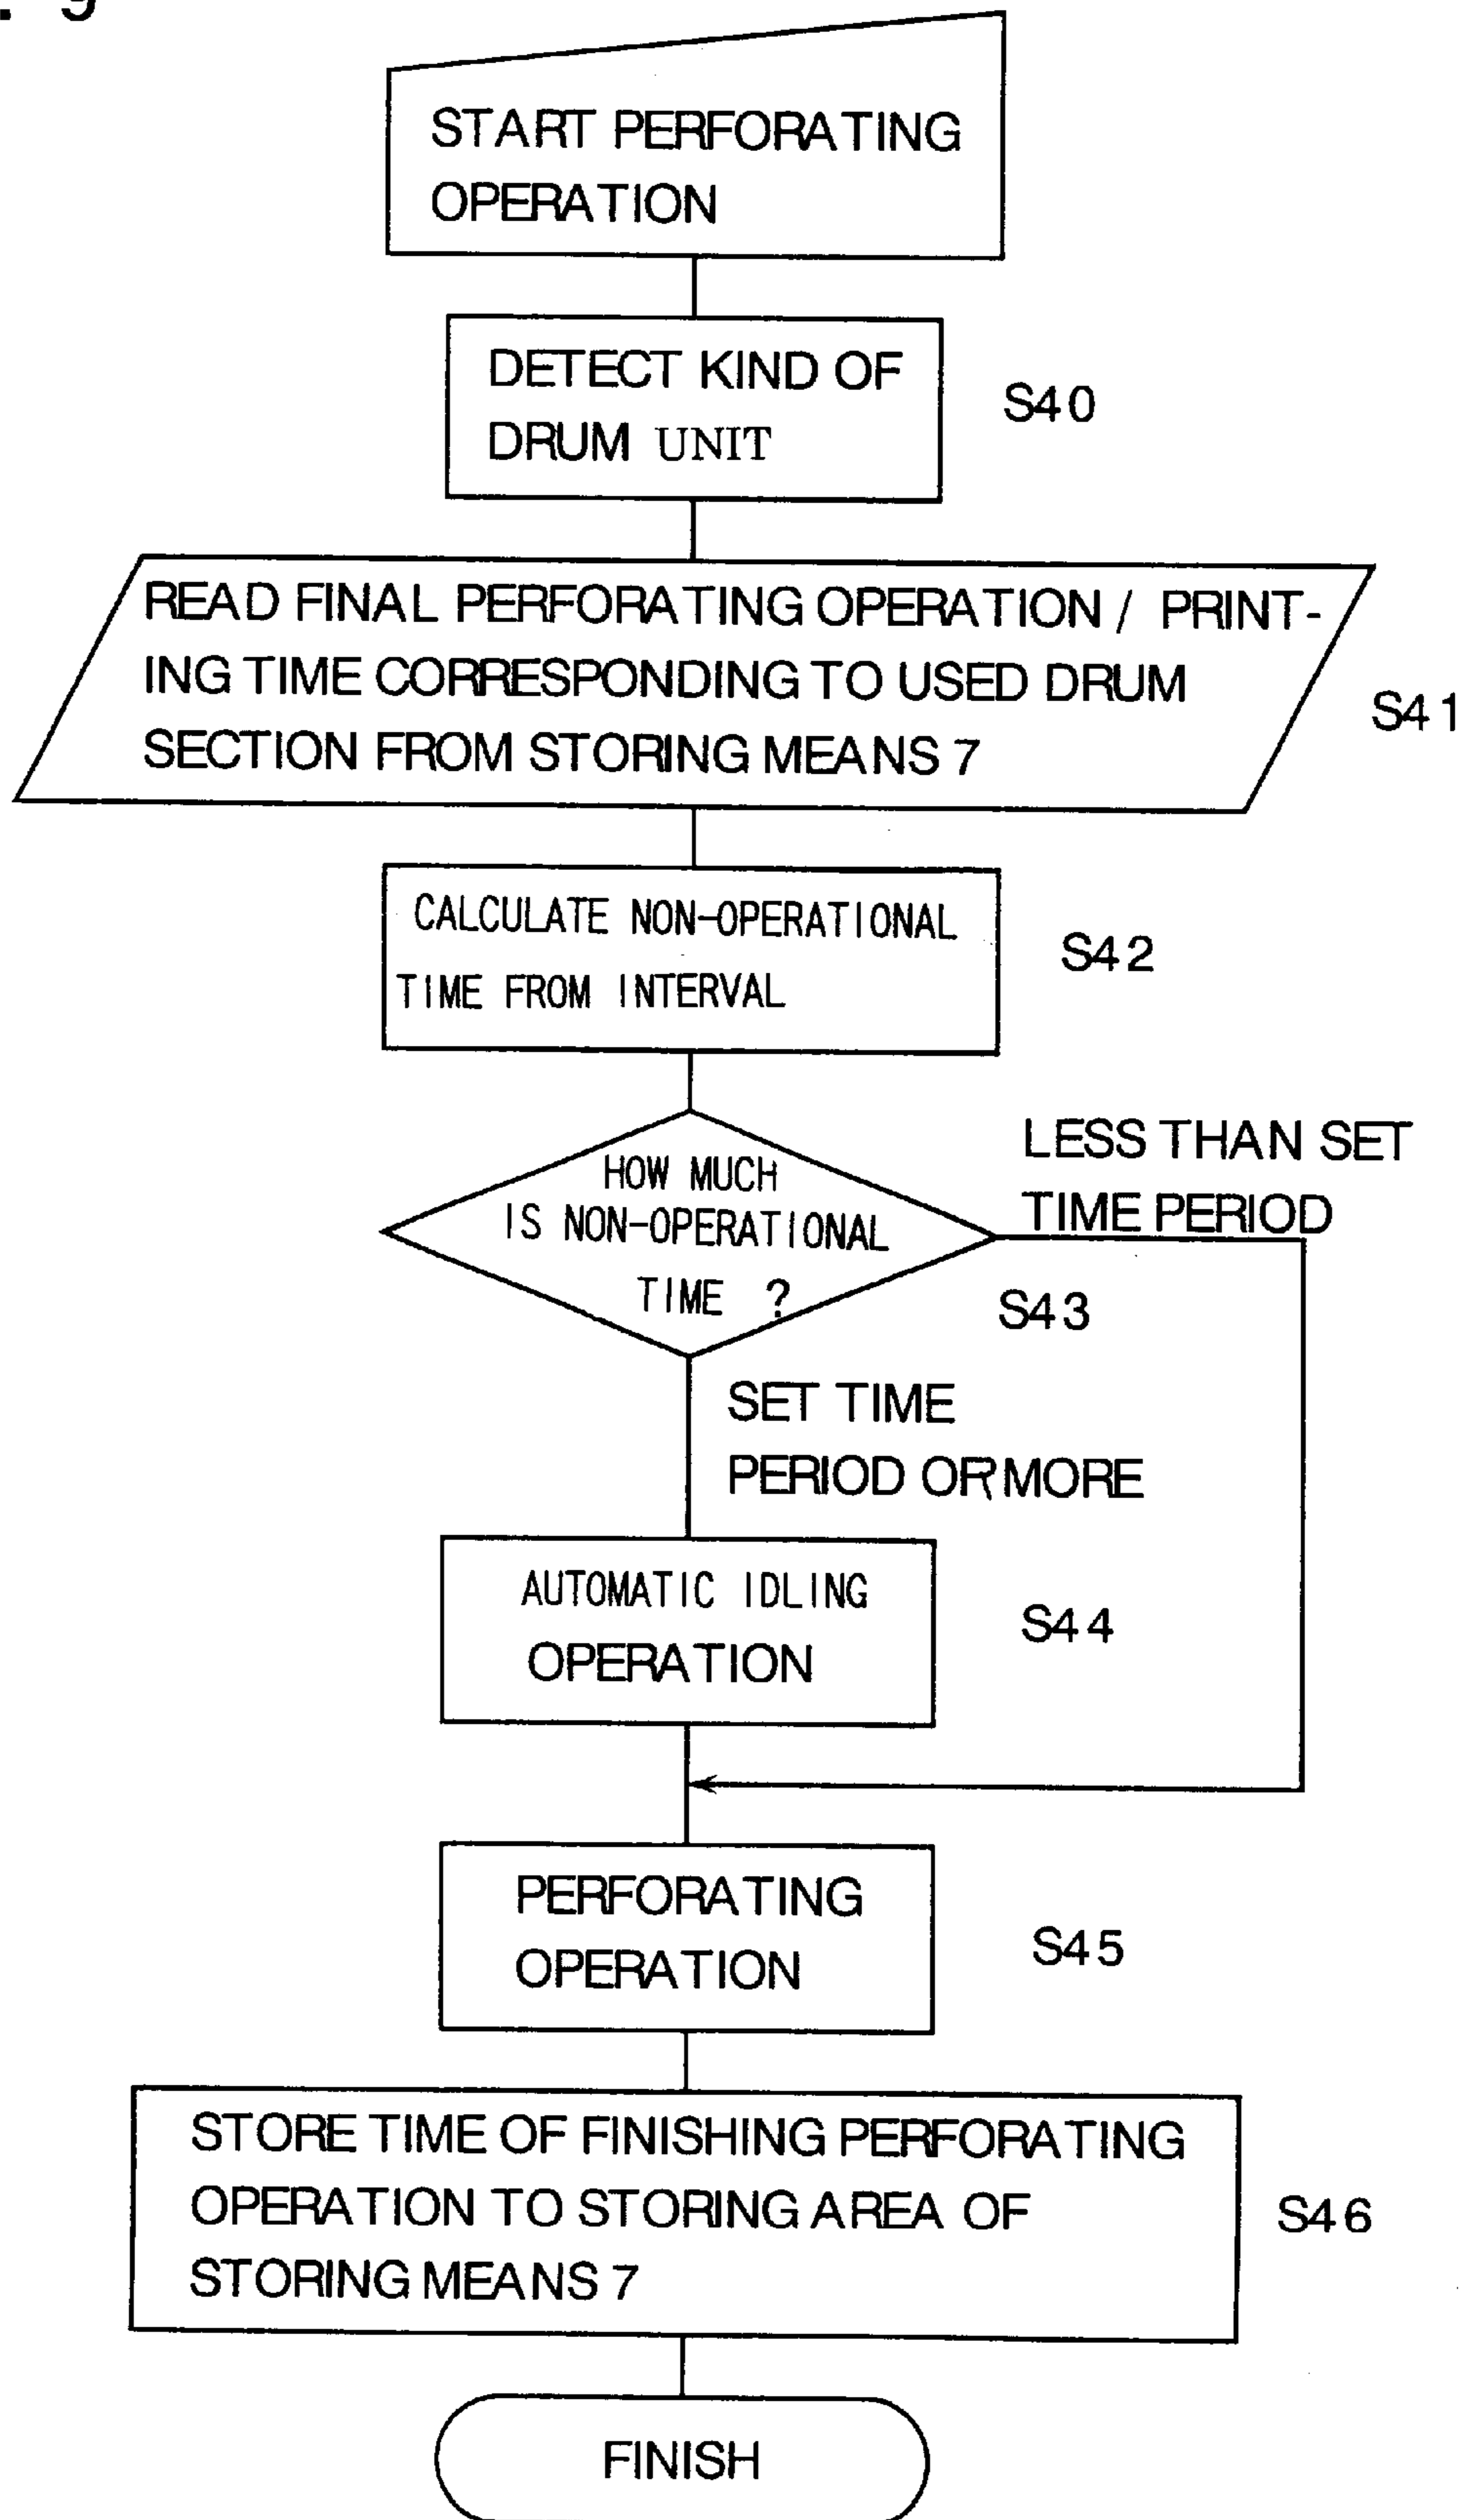 START PERFORATING
OPERATION
DETECT KIND OF
DRUM UNIT
S40
READ FINAL PERFORATING OPERATION / PRINT-
ING TIME CORRESPONDING TO USED DRUM
SECTION FROM STORING MEANS 7
S41
CALCULATE NON-OPERATIONAL
TIME FROM INTERVAL
S42
HOW MUCH
IS NON-OPERATIONAL
TIME ?
S43
LESS THAN SET
TIME PERIOD
SET TIME
PERIOD OR MORE
AUTOMATIC IDLING
OPERATION
S44
PERFORATING
OPERATION
S45
STORE TIME OF FINISHING PERFORATING
OPERATION TO STORING AREA OF
STORING MEANS 7
S46
FINISH